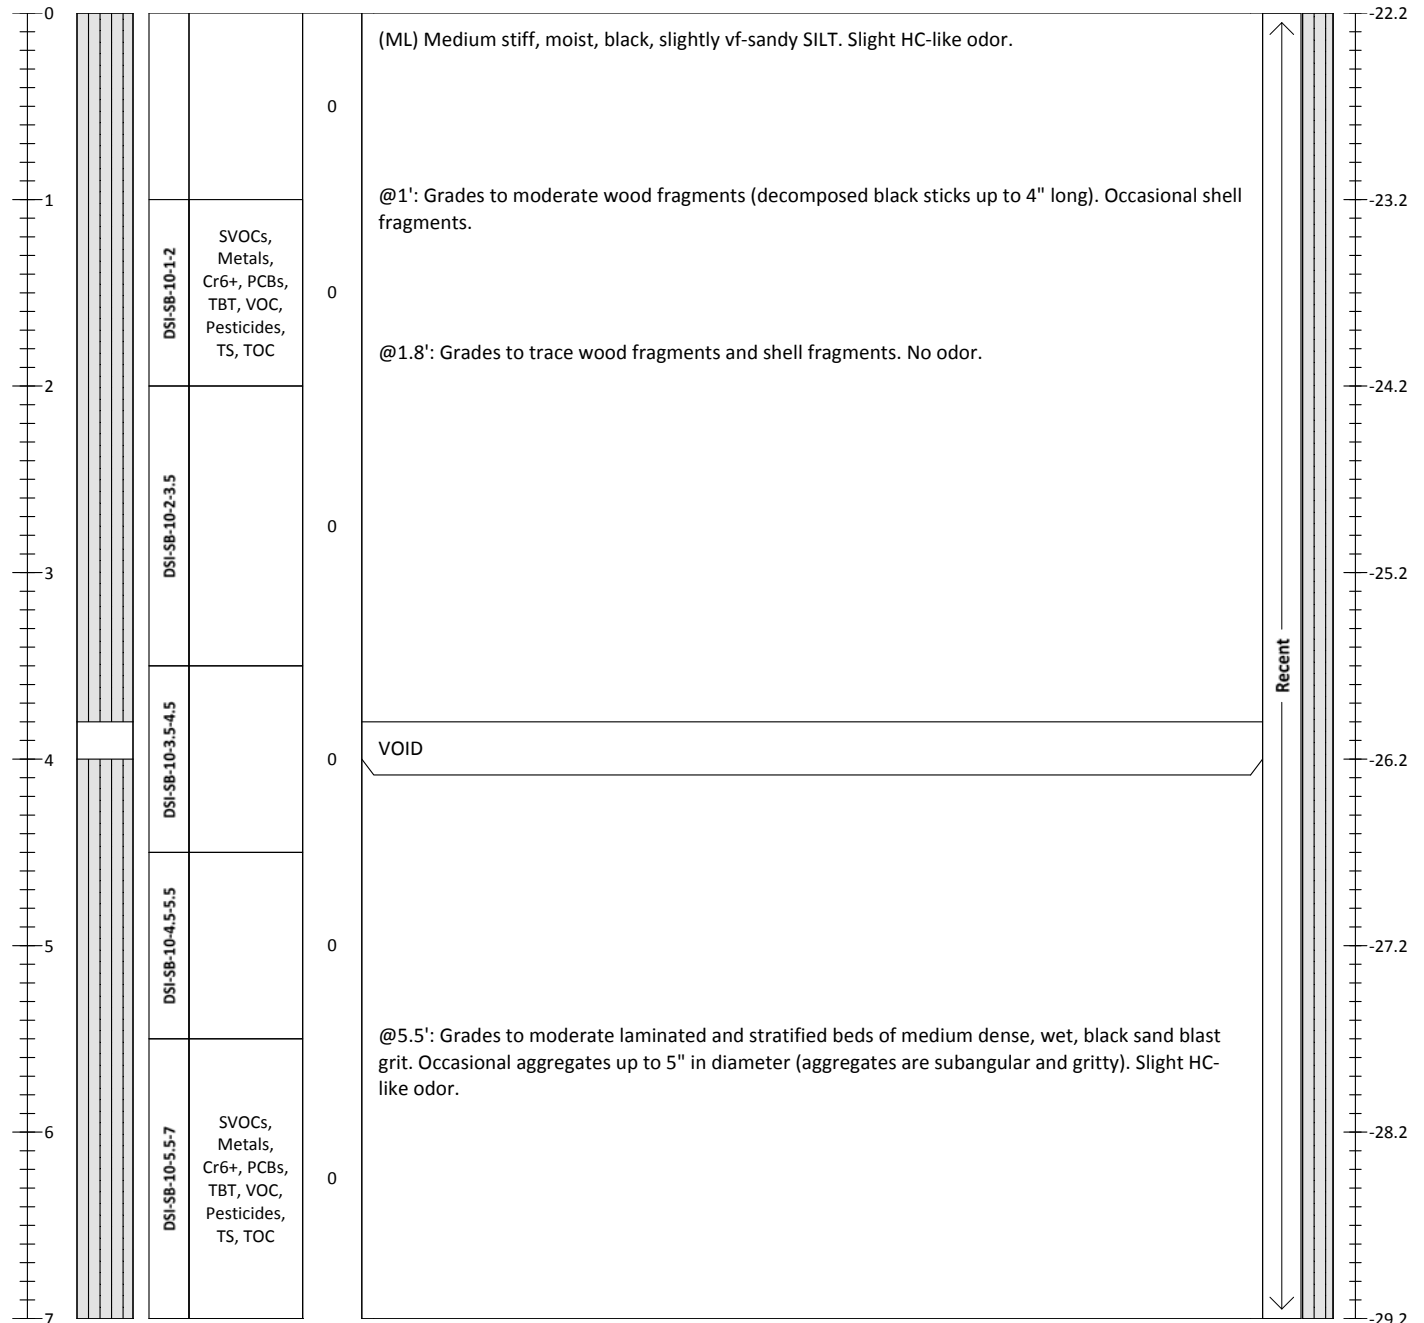 0
-22.2
(ML) Medium stiff, moist, black, slightly vf-sandy SILT. Slight HC-like odor.
0
1
@1': Grades to moderate wood fragments (decomposed black sticks up to 4" long). Occasional shell
fragments.
-23.2
DSI-SB-10-1-2
SVOCs,
Metals,
Cr6+, PCBs,
TBT, VOC,
Pesticides,
TS, TOC
0
@1.8': Grades to trace wood fragments and shell fragments. No odor.
2
-24.2
DSI-SB-10-2-3.5
0
3
-25.2
Recent
DSI-SB-10-3.5-4.5
VOID
4
0
-26.2
DSI-SB-10-4.5-5.5
5
0
-27.2
@5.5': Grades to moderate laminated and stratified beds of medium dense, wet, black sand blast
grit. Occasional aggregates up to 5" in diameter (aggregates are subangular and gritty). Slight HC-
like odor.
6
-28.2
DSI-SB-10-5.5-7
SVOCs,
Metals,
Cr6+, PCBs,
TBT, VOC,
Pesticides,
TS, TOC
0
7
-29.2